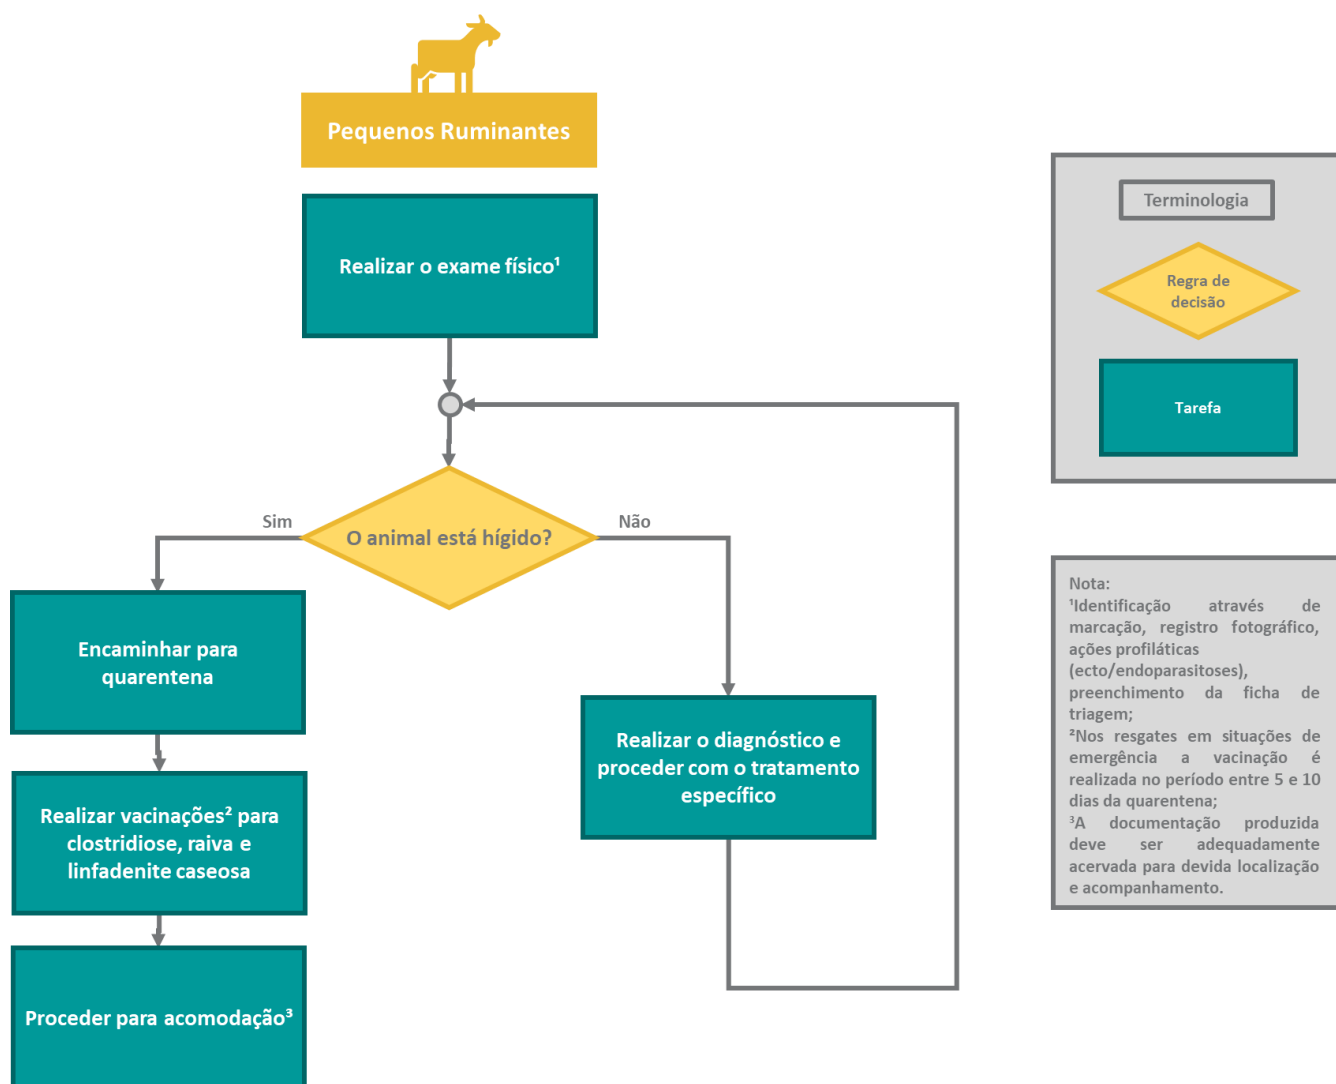 Pequenos Ruminantes
Realizar o exame físico¹
O animal está hígido?
Sim
Não
Encaminhar para
quarentena
Realizar vacinações² para
clostridiose, raiva e
linfadenite caseosa
Proceder para acomodação³
Realizar o diagnóstico e
proceder com o tratamento
específico
Terminologia
Regra de
decisão
Tarefa
Nota:
¹Identificação através de
marcação, registro fotográfico,
ações profiláticas
(ecto/endoparasitoses),
preenchimento da ficha de
triagem;
²Nos resgates em situações de
emergência a vacinação é
realizada no período entre 5 e 10
dias da quarentena;
³A documentação produzida
deve ser adequadamente
acervada para devida localização
e acompanhamento.